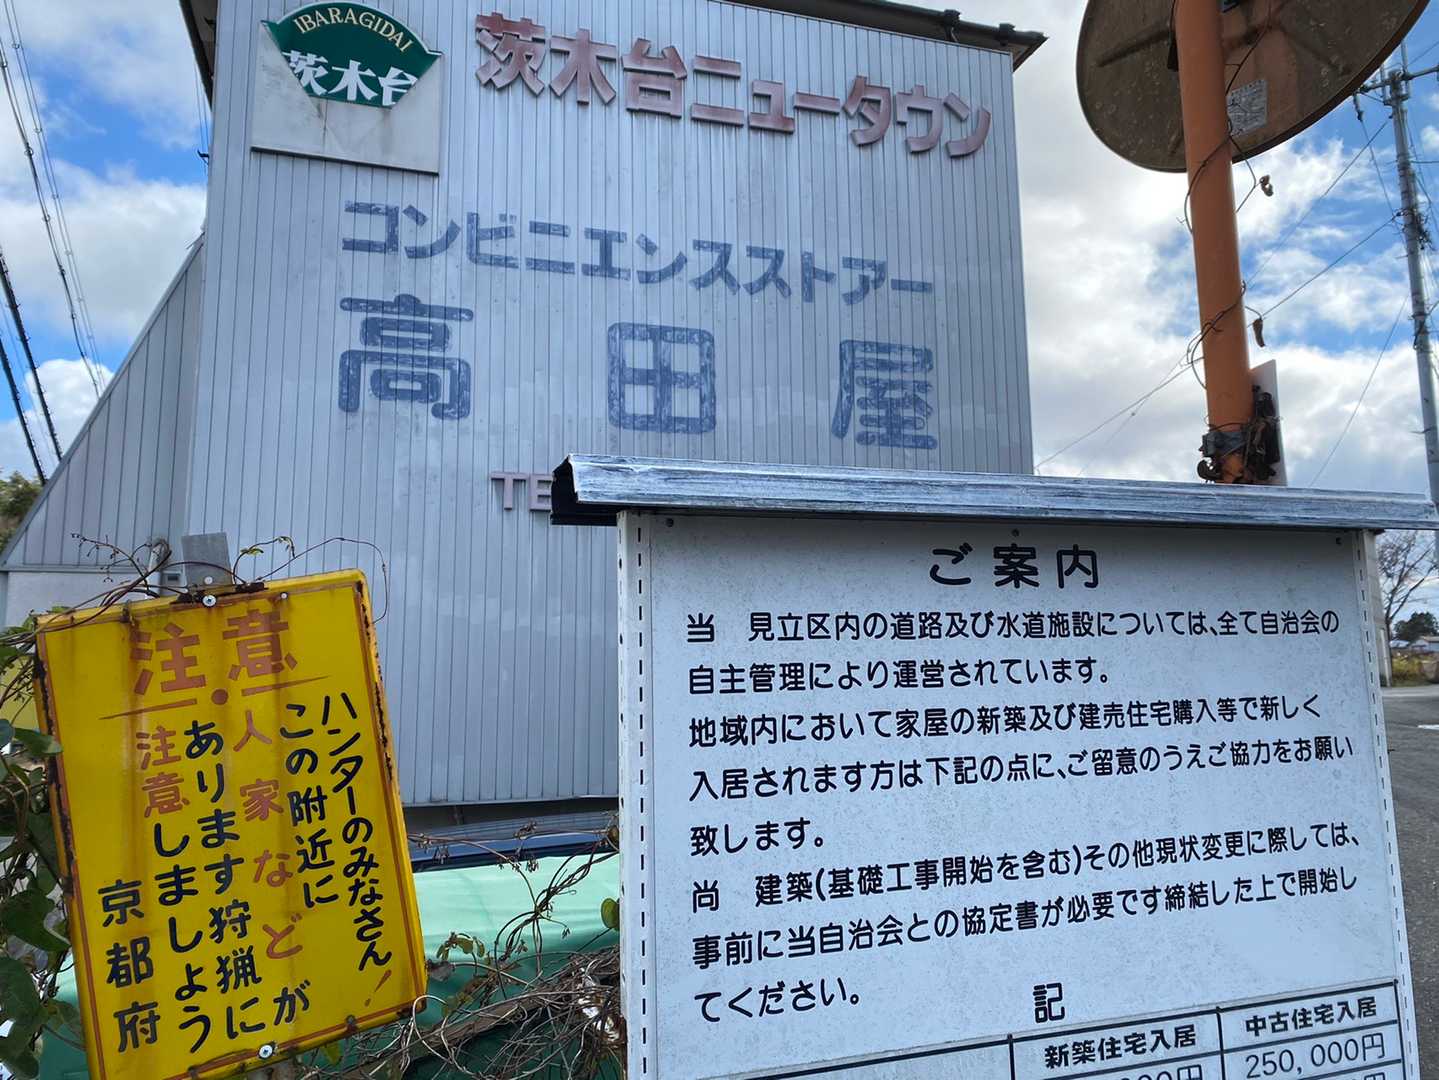 IBARAGIDAI
茨木台
茨木台ニュータウン
コンビニエンスストアー
高田屋
TE
注意
ハンターのみなさん!
この附近に
人家などが
あります狩猟に
注意しましょう
京都府
ご案内
当 見立区内の道路及び水道施設については、全て自治会の
自主管理により運営されています。
地域内において家屋の新築及び建売住宅購入等で新しく
入居されます方は下記の点に、ご留意のうえご協力をお願い
致します。
尚 建築(基礎工事開始を含む)その他現状変更に際しては、
事前に当自治会との協定書が必要です締結した上で開始し
てください。
記
新築住宅入居 中古住宅入居
250,000円